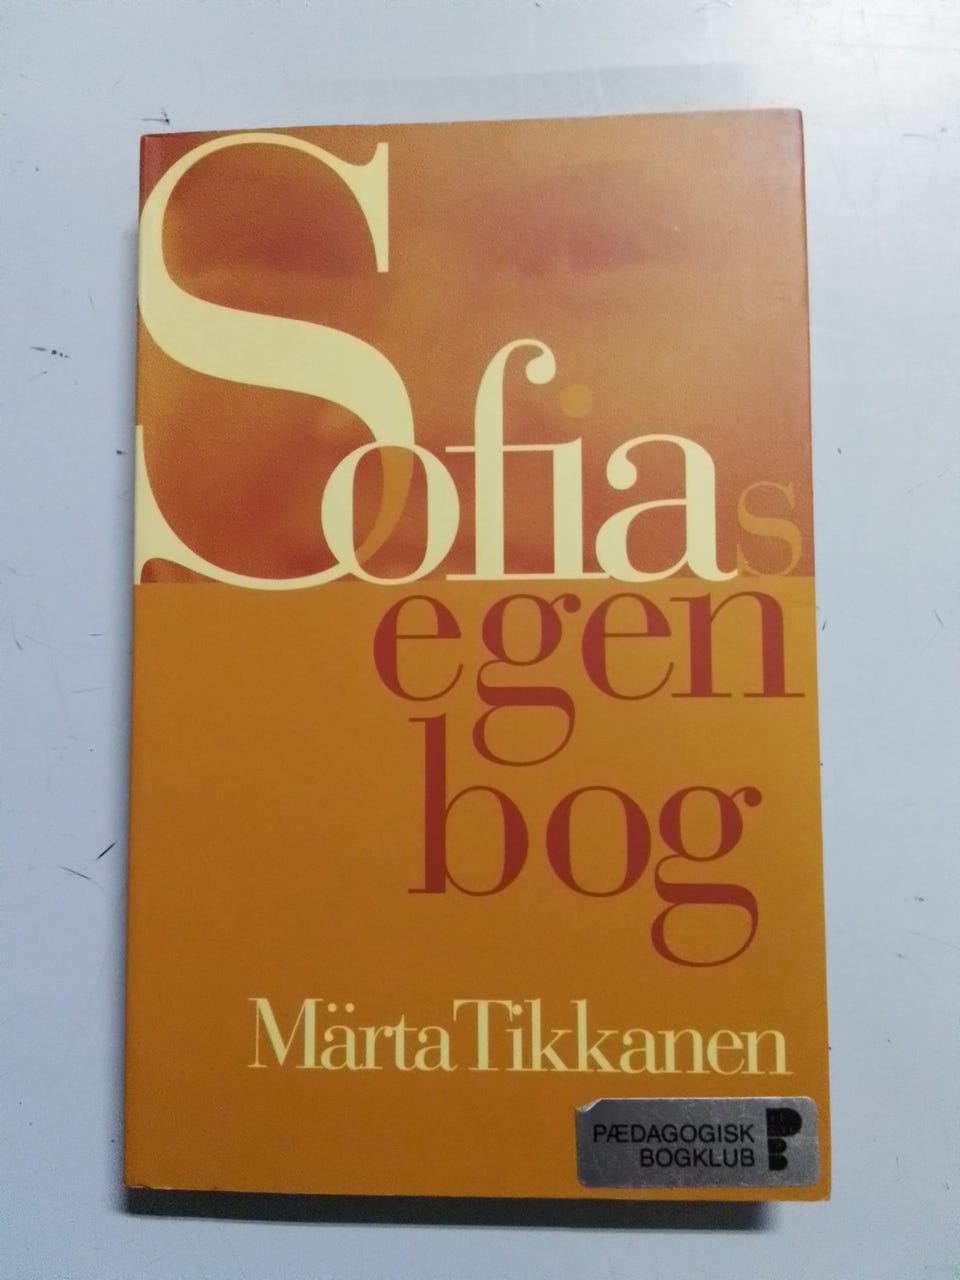 Sofias
egen
bog
Märta Tikkanen
PÆDAGOGISK
BOGKLUB